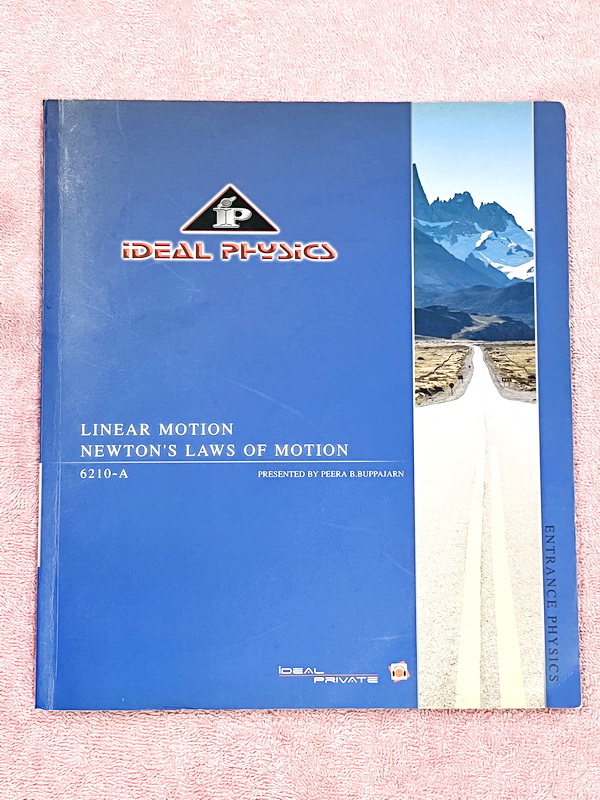 iP
iDEAL PHYSICS
LINEAR MOTION
NEWTON'S LAWS OF MOTION
6210-A
PRESENTED BY PEERA B.BUPPAJARN
ENTRANCE PHYSICS
iDEAL
PRIVATE